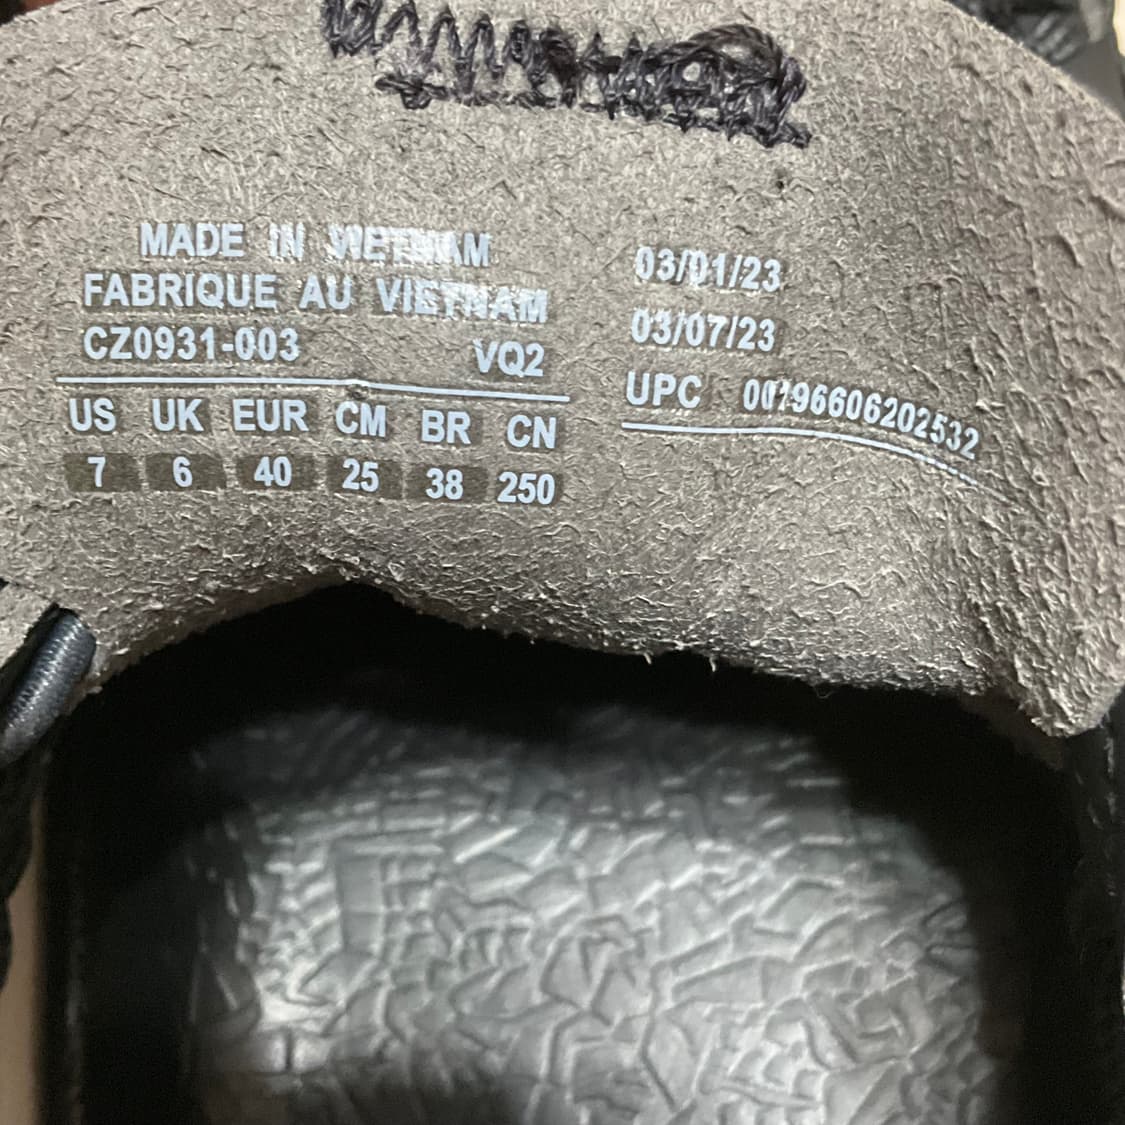 MADE IN VIETNAM
FABRIQUE AU VIETNAM
CZ0931-003 VQ2
US UK EUR CM BR CN
7 6 40 25 38 250
03/01/23
03/07/23
UPC 00196606202532